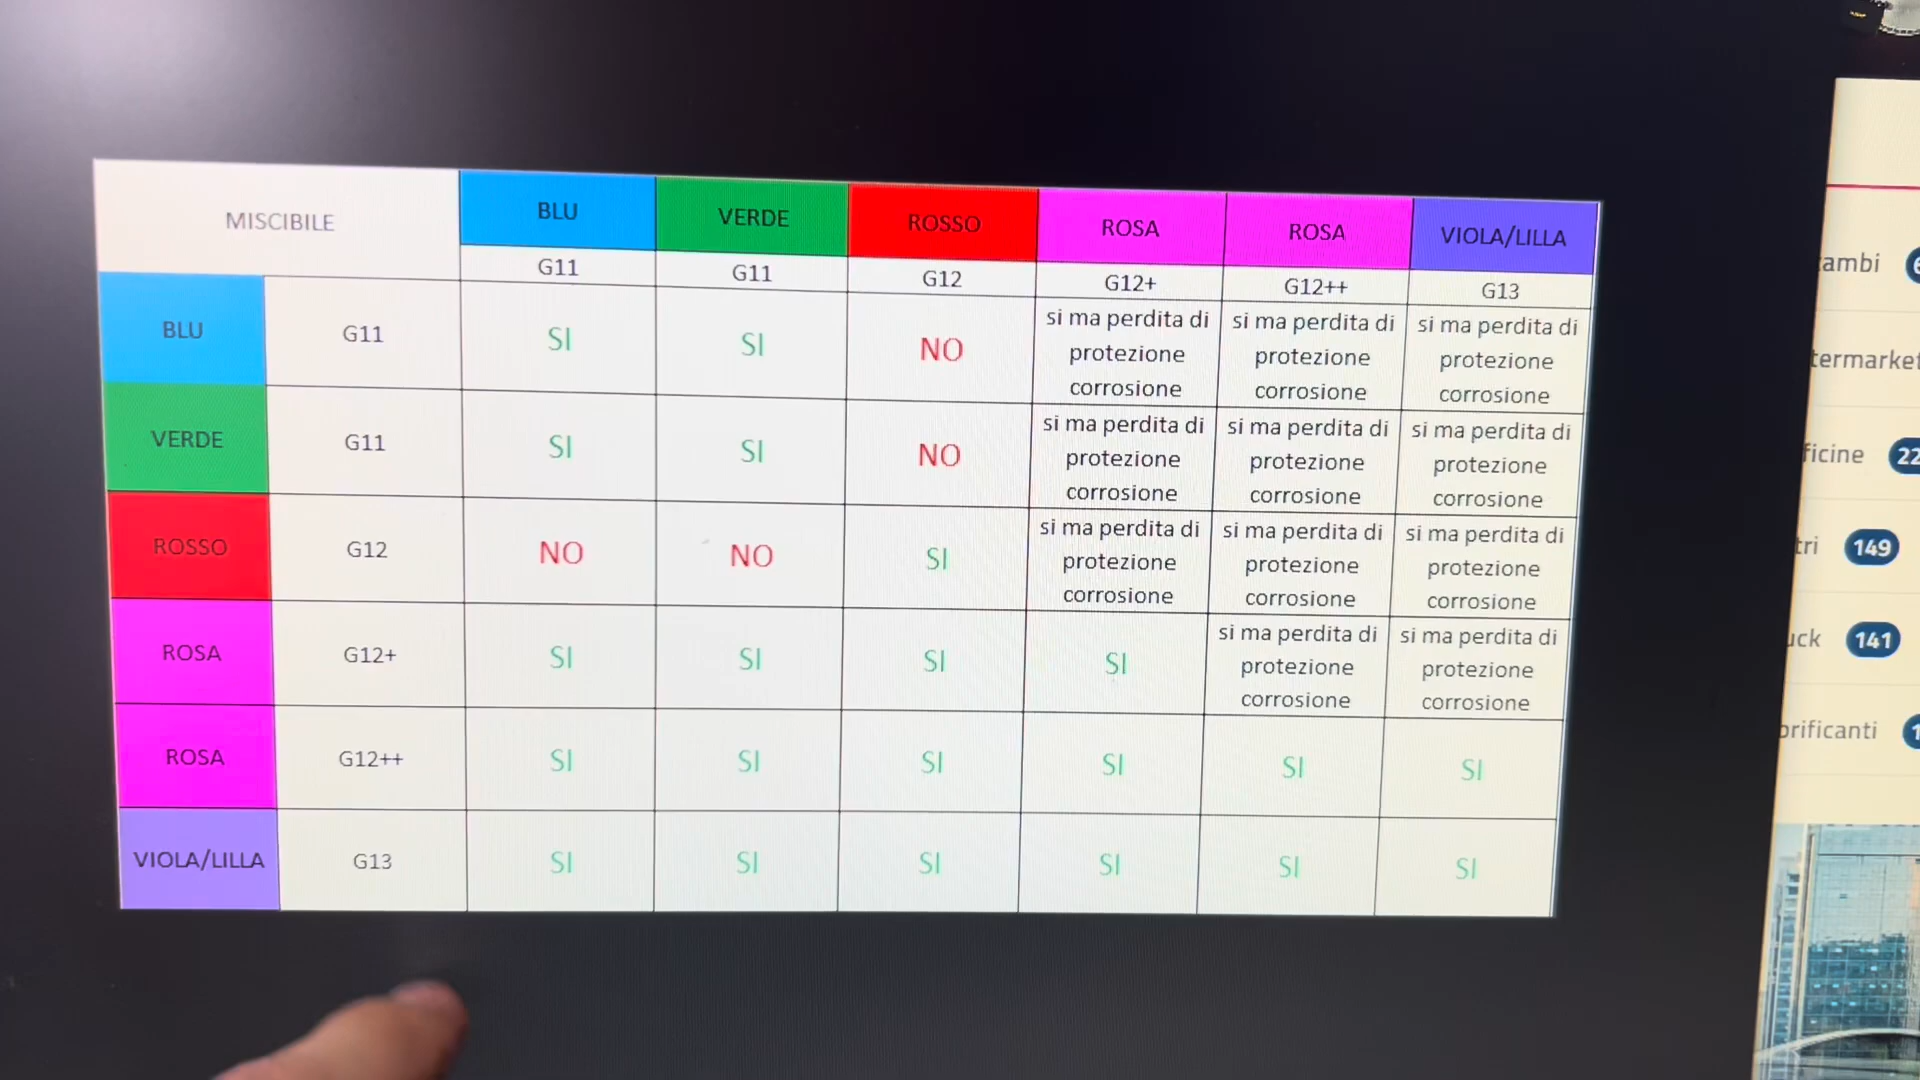 MISCIBILE BLU VERDE ROSSO ROSA ROSA VIOLA/LILLA
G11 G11 G12 G12+ G12++ G13
BLU G11 SI SI NO si ma perdita di protezione corrosione si ma perdita di protezione corrosione si ma perdita di protezione corrosione
VERDE G11 SI SI NO si ma perdita di protezione corrosione si ma perdita di protezione corrosione si ma perdita di protezione corrosione
ROSSO G12 NO NO SI si ma perdita di protezione corrosione si ma perdita di protezione corrosione si ma perdita di protezione corrosione
ROSA G12+ SI SI SI SI si ma perdita di protezione corrosione si ma perdita di protezione corrosione
ROSA G12++ SI SI SI SI SI SI
VIOLA/LILLA G13 SI SI SI SI SI SI
ambi
termarket
ficine 22
tri 149
uck 141
rificanti